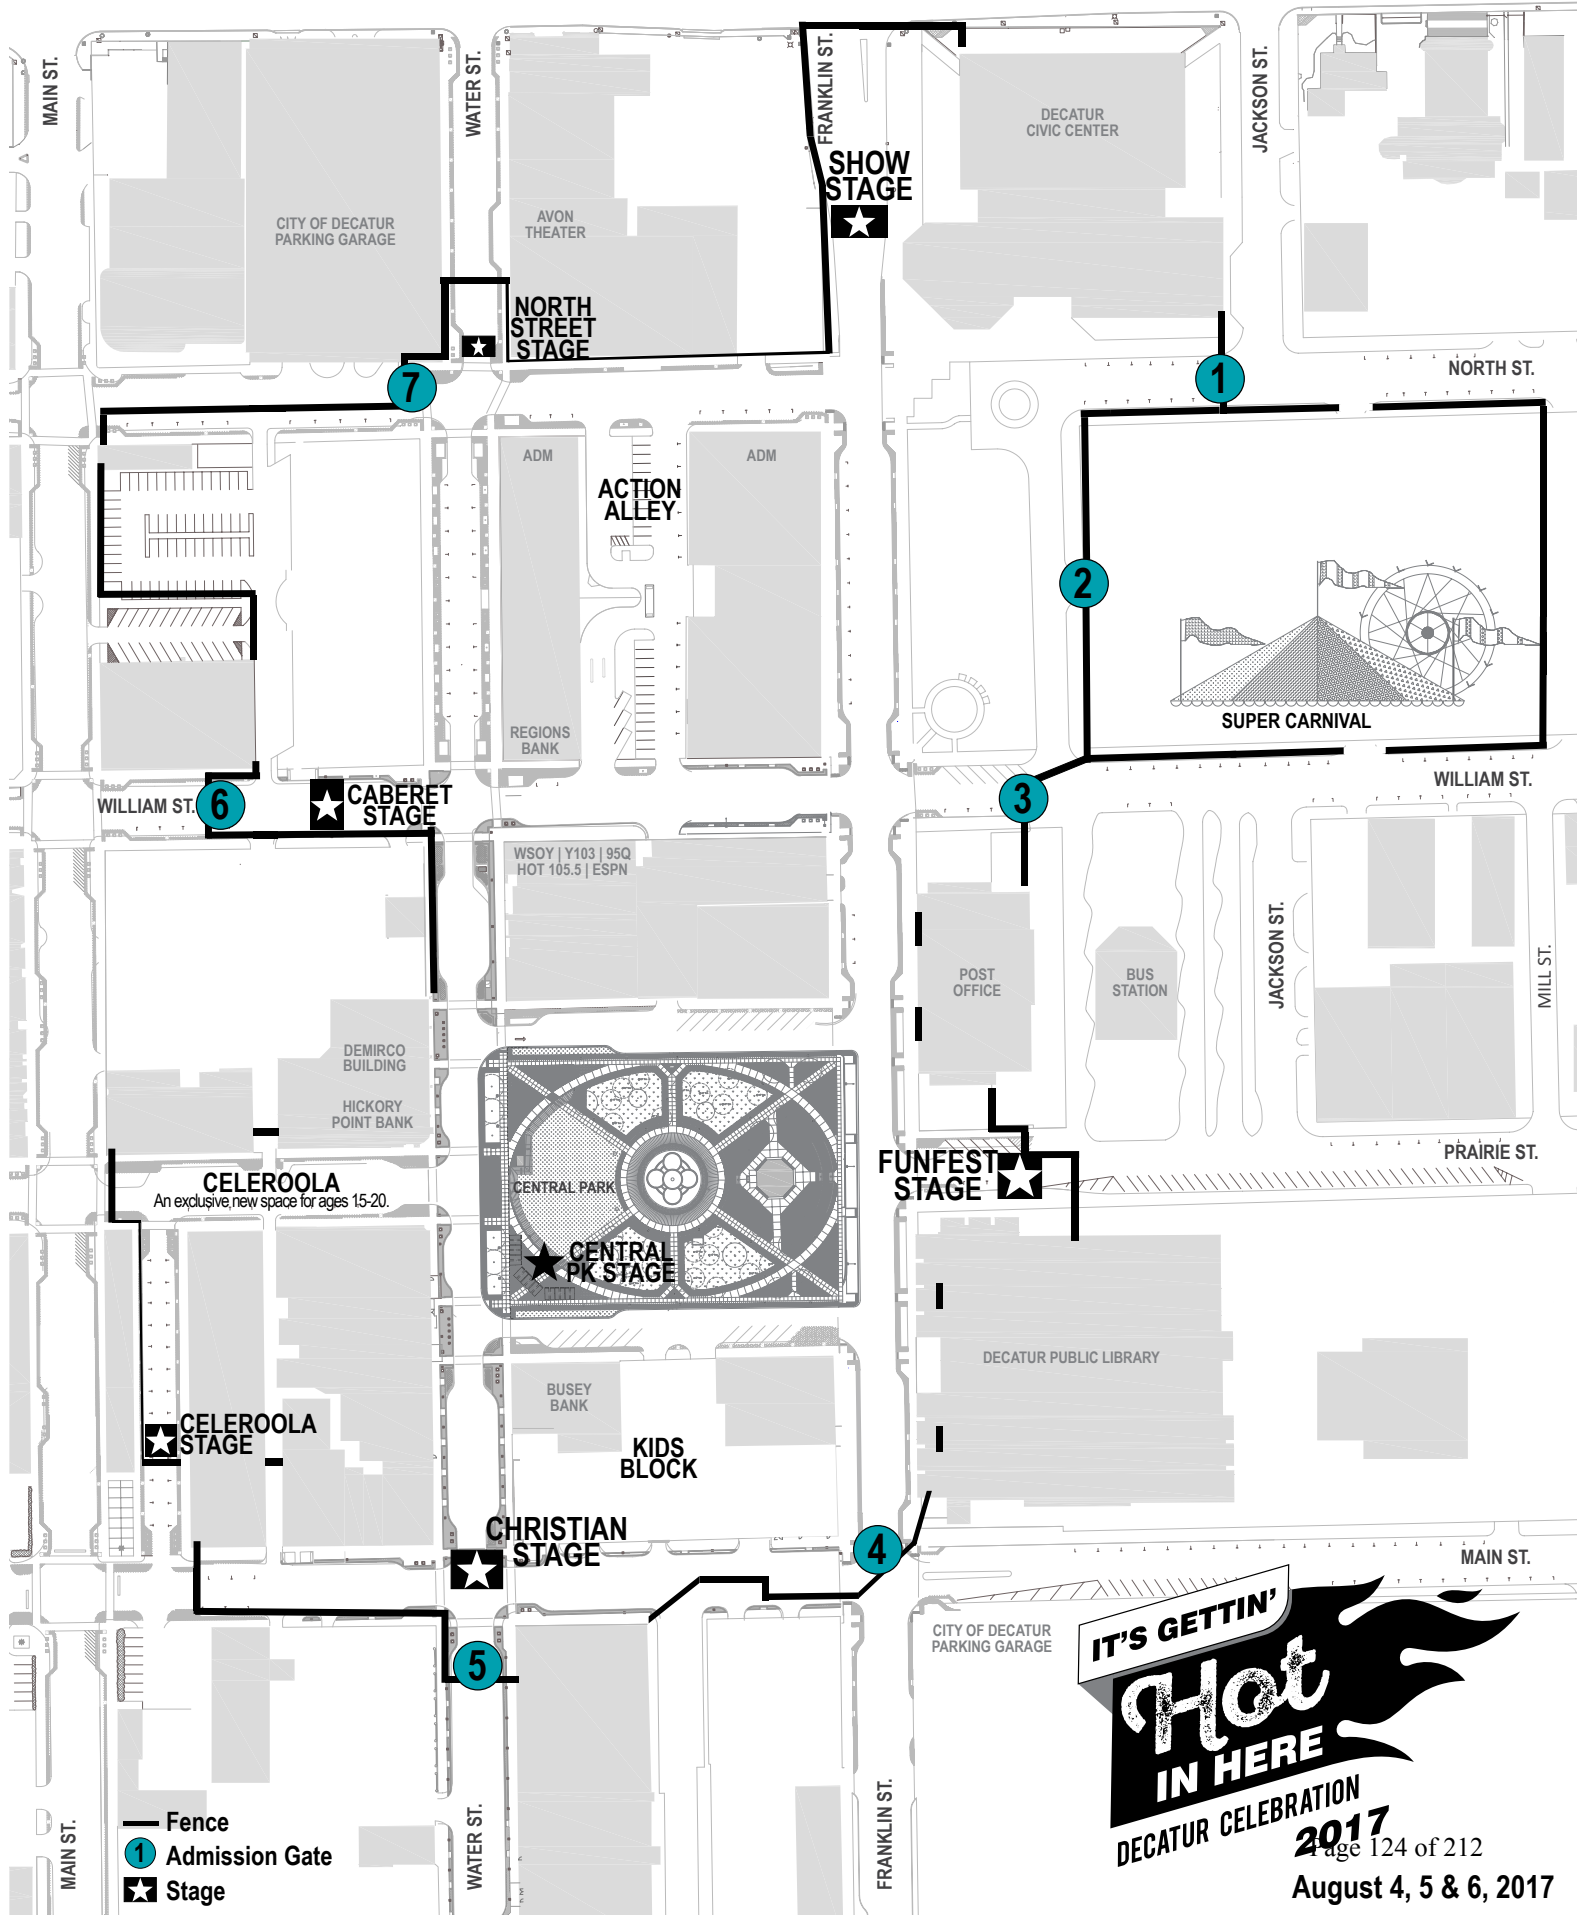 MAIN ST.
WATER ST.
FRANKLIN ST.
JACKSON ST.
DECATUR
CIVIC CENTER
SHOW
STAGE
CITY OF DECATUR
PARKING GARAGE
AVON
THEATER
NORTH
STREET
STAGE
7
1
NORTH ST.
ADM
ADM
ACTION
ALLEY
2
SUPER CARNIVAL
REGIONS
BANK
WILLIAM ST.
6
CABERET
STAGE
3
WILLIAM ST.
WSOY | Y103 | 95Q
HOT 105.5 | ESPN
POST
OFFICE
BUS
STATION
JACKSON ST.
MILL ST.
DEMIRCO
BUILDING
HICKORY
POINT BANK
PRAIRIE ST.
FUNFEST
STAGE
CELEROOLA
An exclusive, new space for ages 15-20.
CENTRAL PARK
CENTRAL
PK STAGE
DECATUR PUBLIC LIBRARY
BUSEY
BANK
CELEROOLA
STAGE
KIDS
BLOCK
CHRISTIAN
STAGE
4
MAIN ST.
CITY OF DECATUR
PARKING GARAGE
5
IT'S GETTIN'
Hot
IN HERE
DECATUR CELEBRATION
2017
Page 124 of 212
August 4, 5 & 6, 2017
MAIN ST.
WATER ST.
FRANKLIN ST.
Fence
1 Admission Gate
Stage